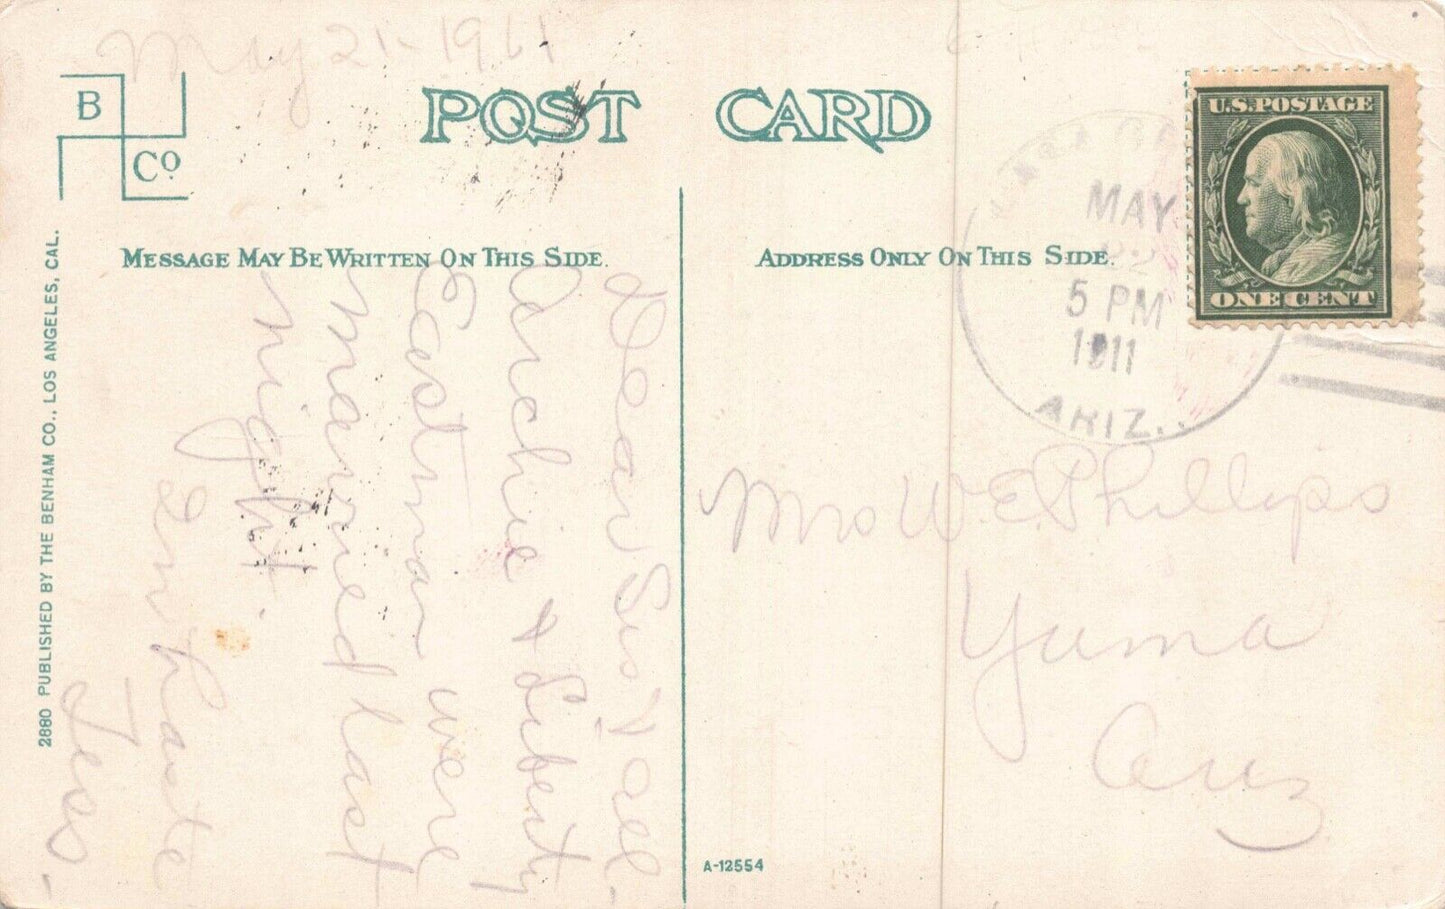 May 21 - 1911
B
Co
POST CARD
MESSAGE MAY BE WRITTEN ON THIS SIDE.
ADDRESS ONLY ON THIS SIDE.
U.S. POSTAGE
ONE CENT
MAY
22
5 PM
1911
ARIZ.
2880 PUBLISHED BY THE BENHAM CO., LOS ANGELES, CAL.
Dear Sis & all -
Archie & Liberty
Eastman were
married last
night.
In haste
Jess -
Mrs W E Phillips
Yuma
Ariz
A-12554